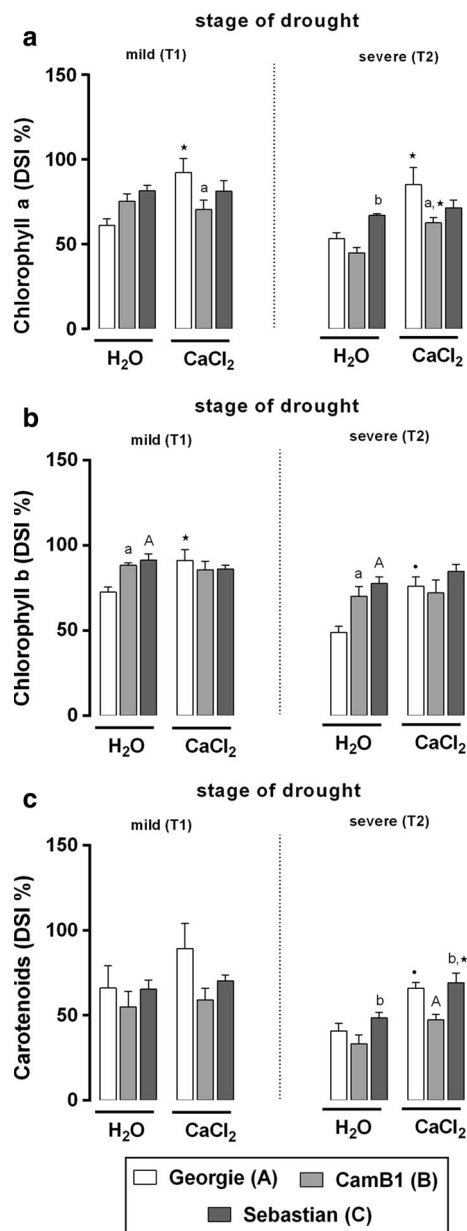 a
stage of drought
mild (T1)
severe (T2)
Chlorophyll a (DSI %)
150
100
50
0
★
a
b
★
a,★
H₂O
CaCl₂
H₂O
CaCl₂
b
stage of drought
mild (T1)
severe (T2)
Chlorophyll b (DSI %)
150
100
50
0
a
A
★
a
A
•
H₂O
CaCl₂
H₂O
CaCl₂
c
stage of drought
mild (T1)
severe (T2)
Carotenoids (DSI %)
150
100
50
0
b
•
A
b,★
H₂O
CaCl₂
H₂O
CaCl₂
Georgie (A)
CamB1 (B)
Sebastian (C)